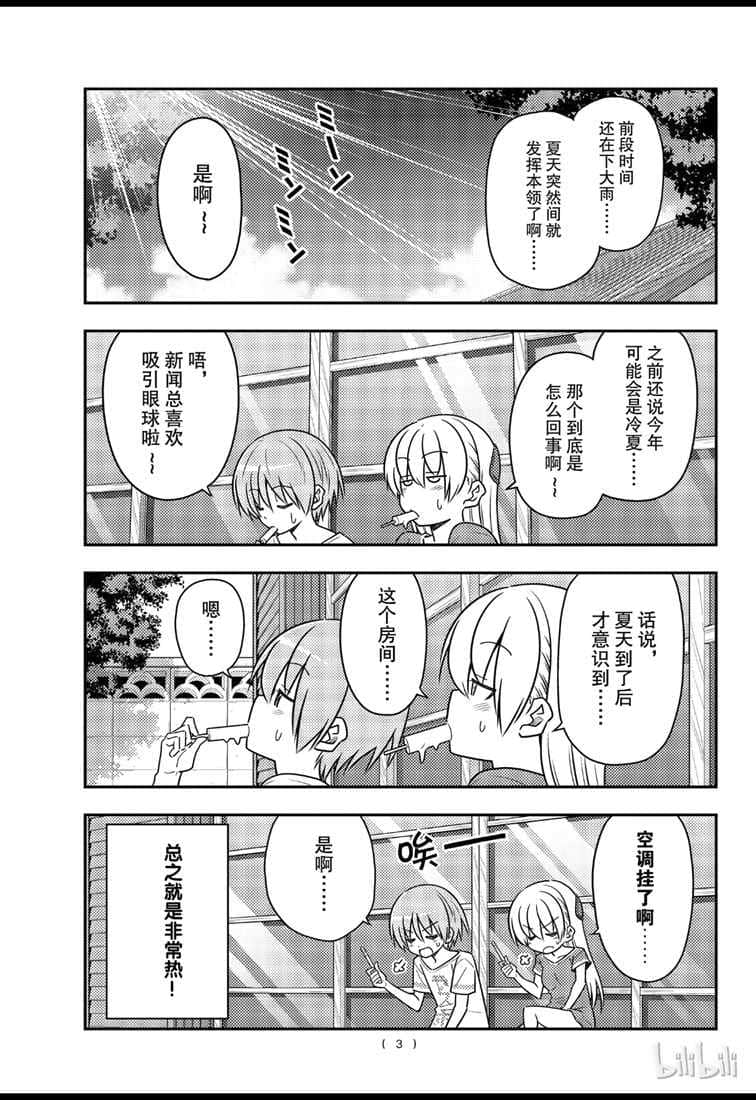 前段时间
还在下大雨……
夏天突然间就
发挥本领了啊……
ミーン
ミーン
是啊~~
之前还说今年
可能会是冷夏……
那个到底是
怎么回事啊~
唔，
新闻总喜欢
吸引眼球啦~~
话说，
夏天到了后
才意识到……
这个
房间……
嗯……
空调挂了啊……
唉——
是啊……
总之就是非常热！
( 3 )
bilibili